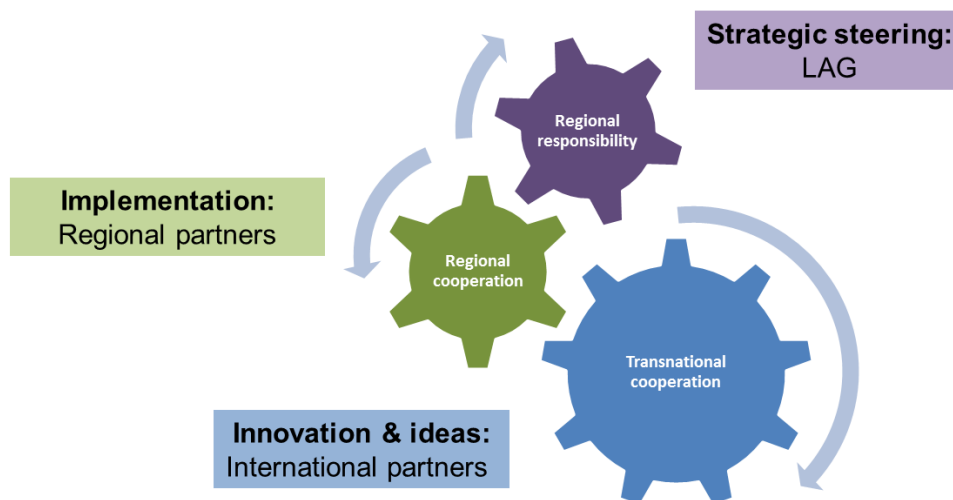 Strategic steering:
LAG
Regional
responsibility
Implementation:
Regional partners
Regional
cooperation
Transnational
cooperation
Innovation & ideas:
International partners